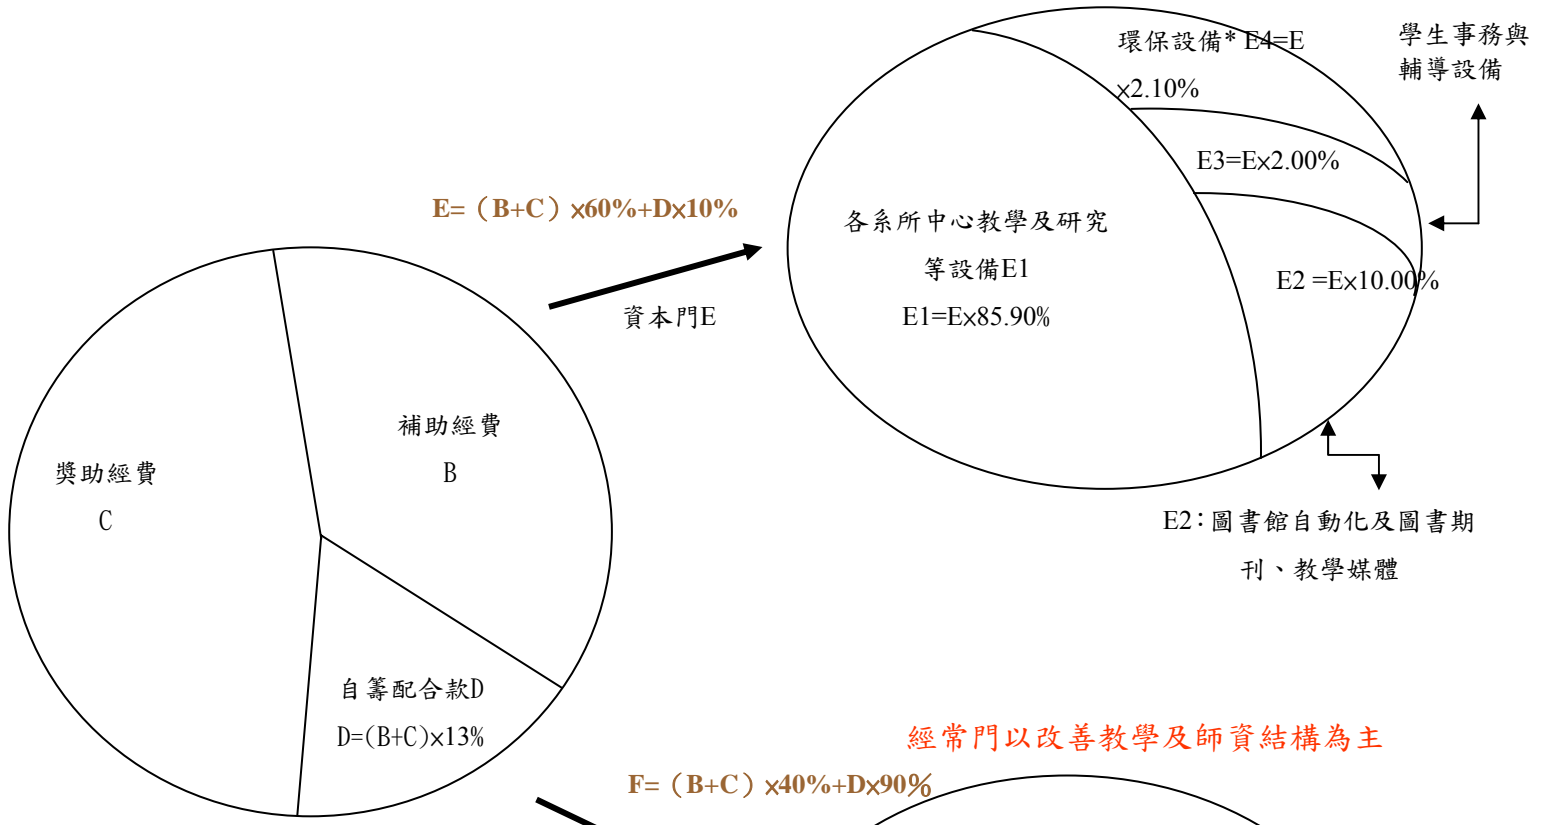 環保設備* E4=E
×2.10%
學生事務與
輔導設備
E3=E×2.00%
E=（B+C）×60%+D×10%
各系所中心教學及研究
等設備E1
E1=E×85.90%
E2 =E×10.00%
資本門E
補助經費
B
獎助經費
C
E2：圖書館自動化及圖書期
刊、教學媒體
自籌配合款D
D=(B+C)×13%
經常門以改善教學及師資結構為主
F=（B+C）×40%+D×90%